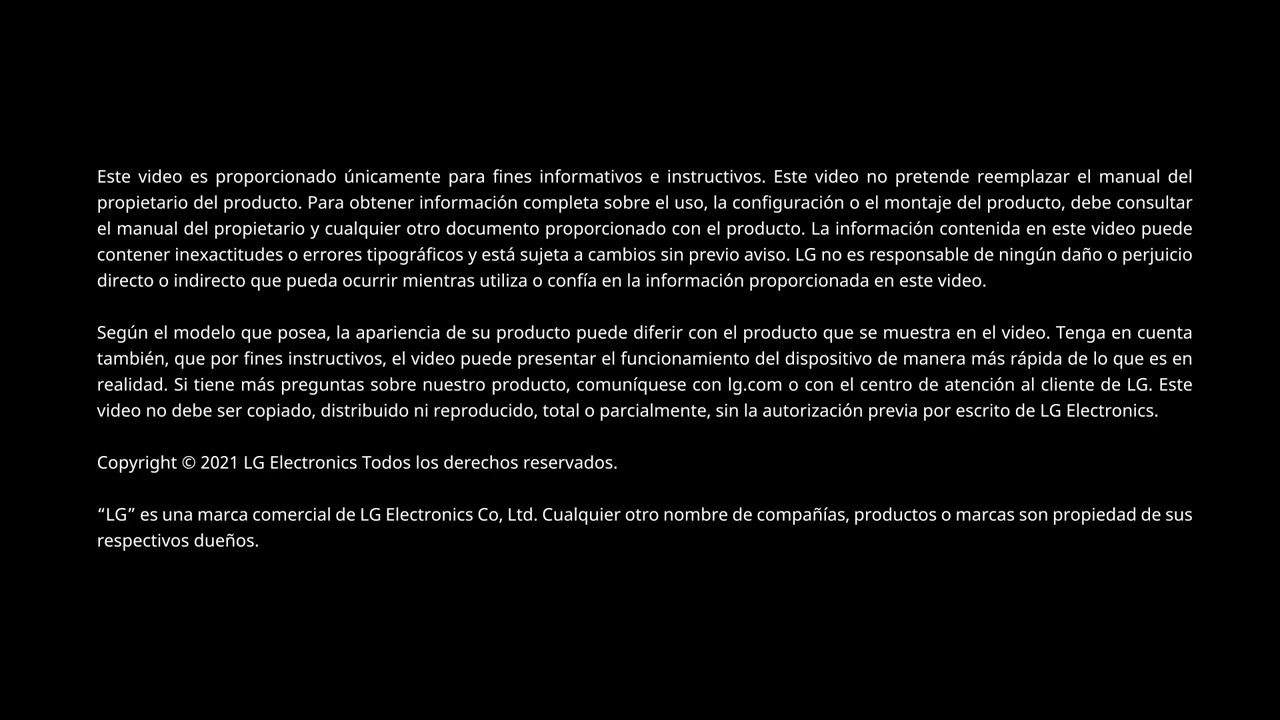 Este video es proporcionado únicamente para fines informativos e instructivos. Este video no pretende reemplazar el manual del
propietario del producto. Para obtener información completa sobre el uso, la configuración o el montaje del producto, debe consultar
el manual del propietario y cualquier otro documento proporcionado con el producto. La información contenida en este video puede
contener inexactitudes o errores tipográficos y está sujeta a cambios sin previo aviso. LG no es responsable de ningún daño o perjuicio
directo o indirecto que pueda ocurrir mientras utiliza o confía en la información proporcionada en este video.
Según el modelo que posea, la apariencia de su producto puede diferir con el producto que se muestra en el video. Tenga en cuenta
también, que por fines instructivos, el video puede presentar el funcionamiento del dispositivo de manera más rápida de lo que es en
realidad. Si tiene más preguntas sobre nuestro producto, comuníquese con lg.com o con el centro de atención al cliente de LG. Este
video no debe ser copiado, distribuido ni reproducido, total o parcialmente, sin la autorización previa por escrito de LG Electronics.
Copyright © 2021 LG Electronics Todos los derechos reservados.
“LG” es una marca comercial de LG Electronics Co, Ltd. Cualquier otro nombre de compañías, productos o marcas son propiedad de sus
respectivos dueños.